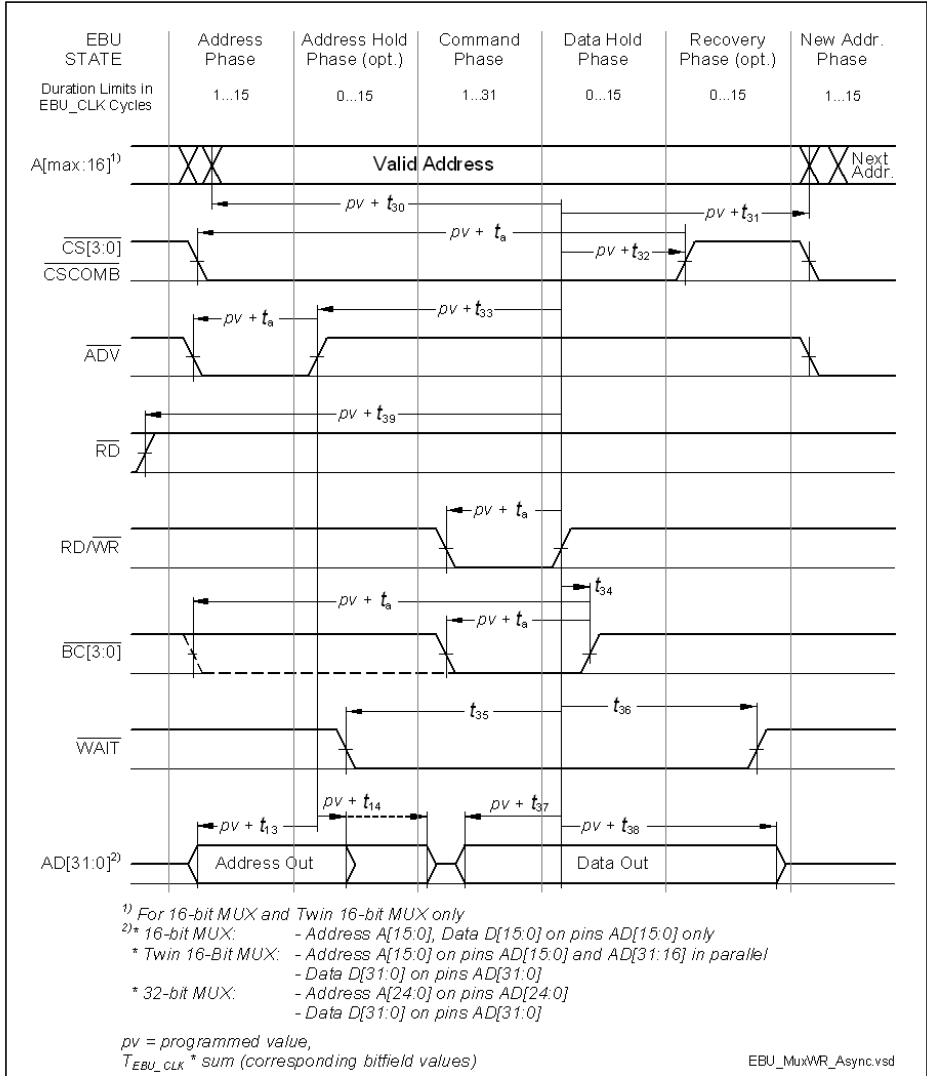 EBU STATE
Address Phase
Address Hold Phase (opt.)
Command Phase
Data Hold Phase
Recovery Phase (opt.)
New Addr. Phase
Duration Limits in EBU_CLK Cycles
1...15
0...15
1...31
0...15
0...15
1...15
A[max:16]1)
Valid Address
Next Addr.
pv + t30
pv + t31
CS[3:0]
CSCOMB
pv + ta
pv + t32
ADV
pv + ta
pv + t33
RD
pv + t39
RD/WR
pv + ta
t34
BC[3:0]
pv + ta
pv + ta
WAIT
t35
t36
AD[31:0]2)
pv + t13
pv + t14
pv + t37
pv + t38
Address Out
Data Out
1) For 16-bit MUX and Twin 16-bit MUX only
2)* 16-bit MUX: - Address A[15:0], Data D[15:0] on pins AD[15:0] only
* Twin 16-Bit MUX: - Address A[15:0] on pins AD[15:0] and AD[31:16] in parallel
- Data D[31:0] on pins AD[31:0]
* 32-bit MUX: - Address A[24:0] on pins AD[24:0]
- Data D[31:0] on pins AD[31:0]
pv = programmed value,
TEBU_CLK * sum (corresponding bitfield values)
EBU_MuxWR_Async.vsd